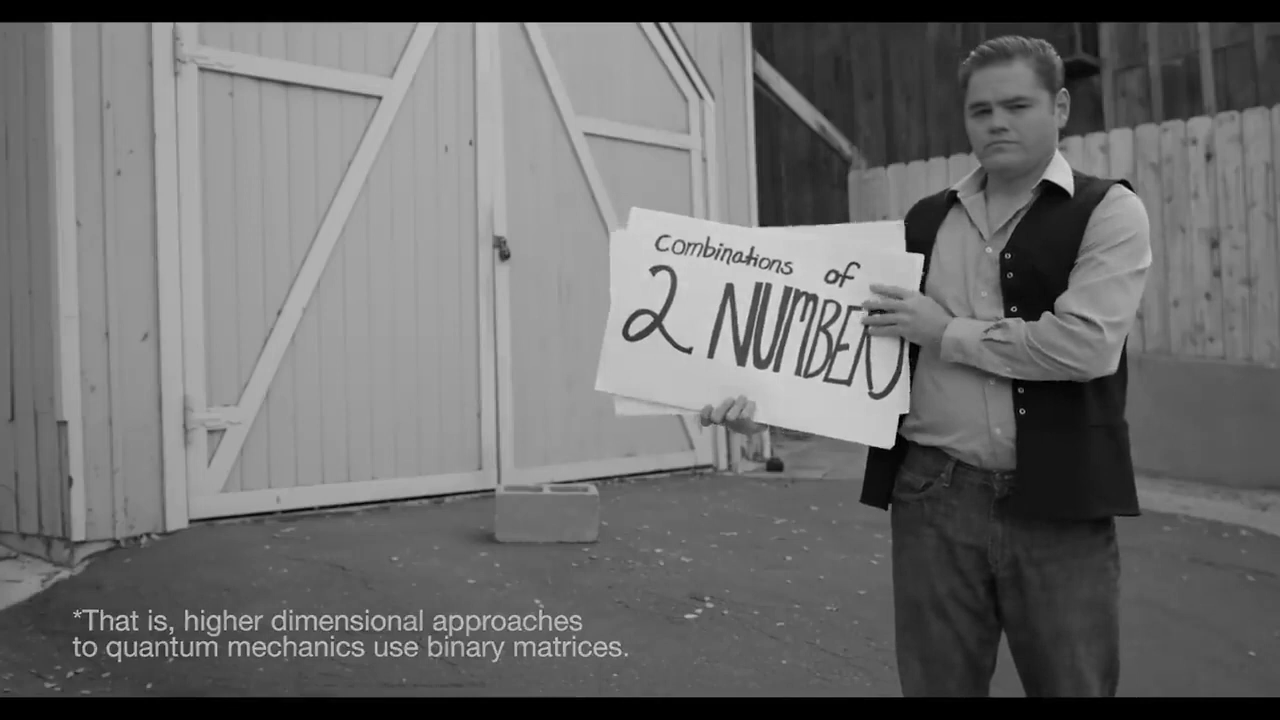 Combinations of
2 NUMBERS
*That is, higher dimensional approaches
to quantum mechanics use binary matrices.